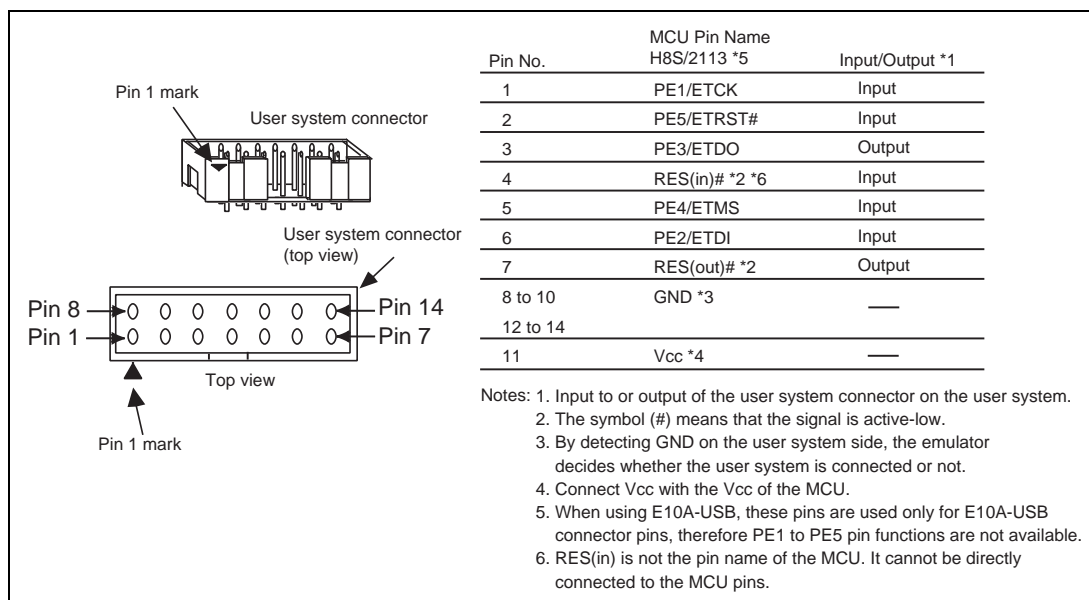 Pin 1 mark
User system connector
User system connector
(top view)
Pin 8
Pin 14
Pin 1
Pin 7
Top view
Pin 1 mark
Pin No. MCU Pin Name H8S/2113 *5 Input/Output *1
1 PE1/ETCK Input
2 PE5/ETRST# Input
3 PE3/ETDO Output
4 RES(in)# *2 *6 Input
5 PE4/ETMS Input
6 PE2/ETDI Input
7 RES(out)# *2 Output
8 to 10 GND *3 —
12 to 14
11 Vcc *4 —
Notes: 1. Input to or output of the user system connector on the user system.
2. The symbol (#) means that the signal is active-low.
3. By detecting GND on the user system side, the emulator
decides whether the user system is connected or not.
4. Connect Vcc with the Vcc of the MCU.
5. When using E10A-USB, these pins are used only for E10A-USB
connector pins, therefore PE1 to PE5 pin functions are not available.
6. RES(in) is not the pin name of the MCU. It cannot be directly
connected to the MCU pins.